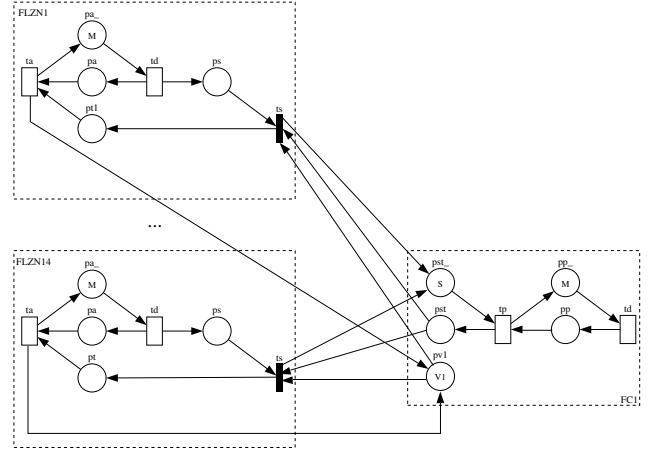 FLZN1
pa_
M
ta
pa
td
ps
pt1
ts
...
FLZN14
pa_
M
ta
pa
td
ps
pt
ts
pst_
S
pp_
M
pst
tp
pp
td
pv1
V1
FC1